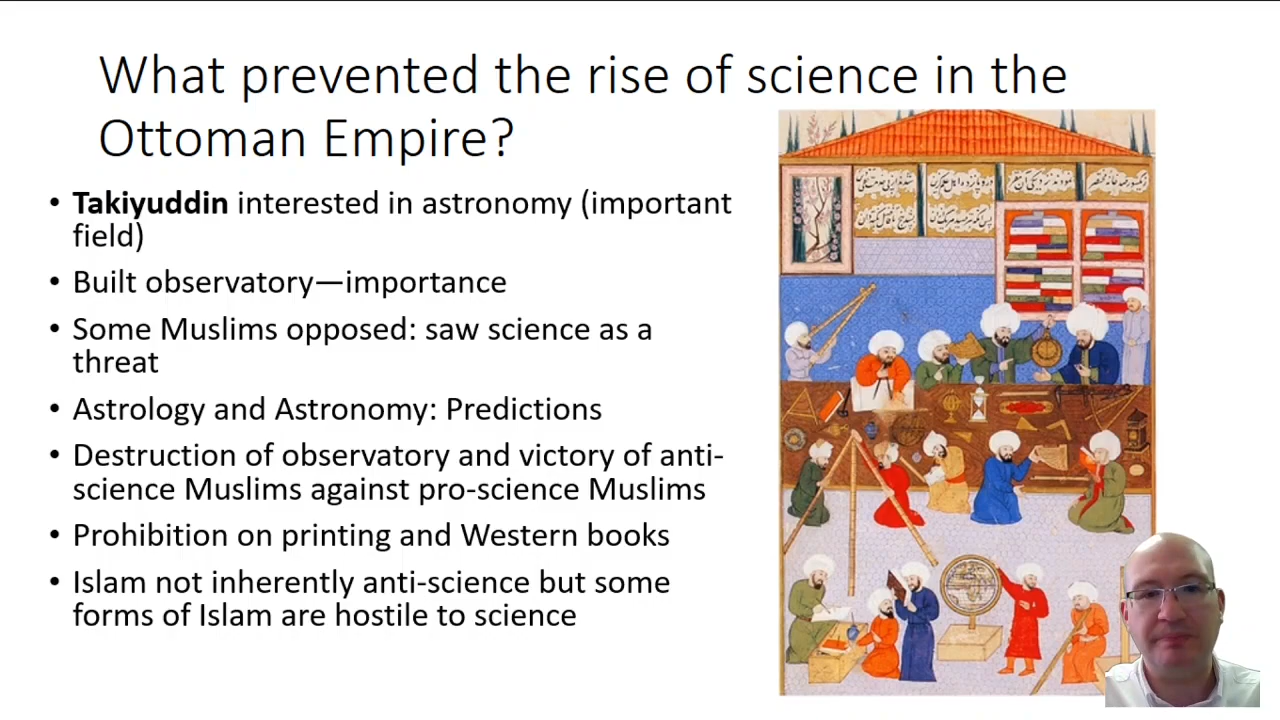 What prevented the rise of science in the
Ottoman Empire?
• Takiyuddin interested in astronomy (important
field)
• Built observatory—importance
• Some Muslims opposed: saw science as a
threat
• Astrology and Astronomy: Predictions
• Destruction of observatory and victory of anti-
science Muslims against pro-science Muslims
• Prohibition on printing and Western books
• Islam not inherently anti-science but some
forms of Islam are hostile to science